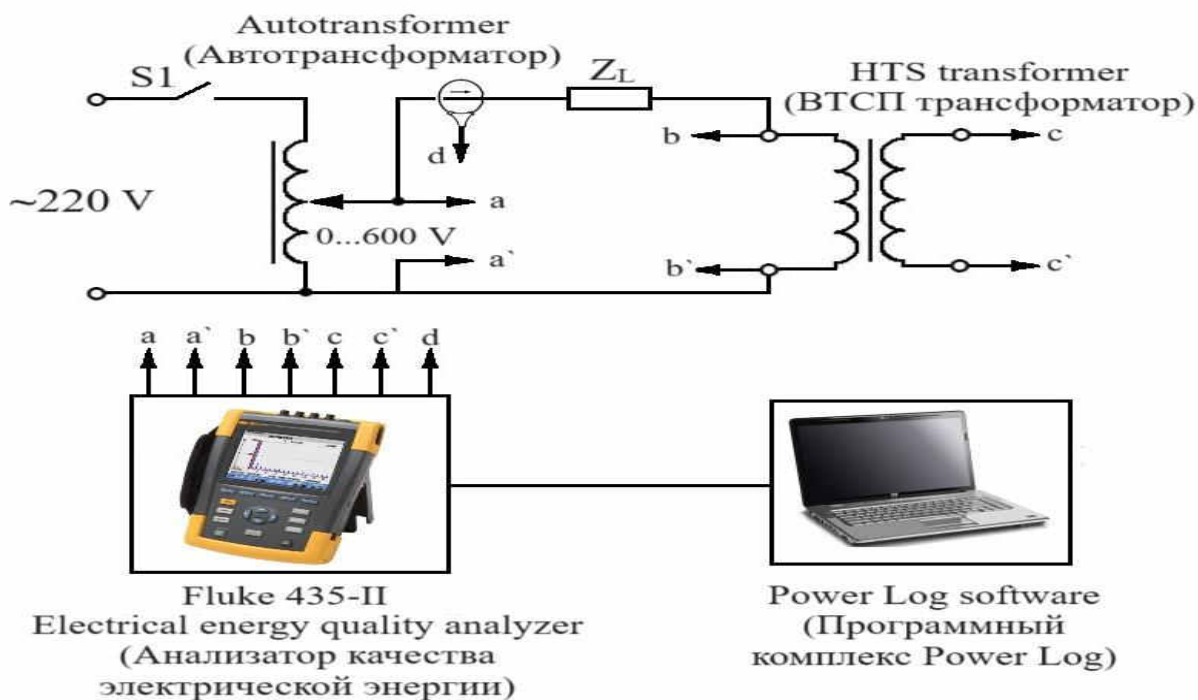 Autotransformer
(Автотрансформатор)
S1
Z_L
HTS transformer
(ВТСП трансформатор)
b
c
d
~220 V
a
0...600 V
a`
b`
c`
a a` b b` c c` d
Fluke 435-II
Electrical energy quality analyzer
(Анализатор качества
электрической энергии)
Power Log software
(Программный
комплекс Power Log)